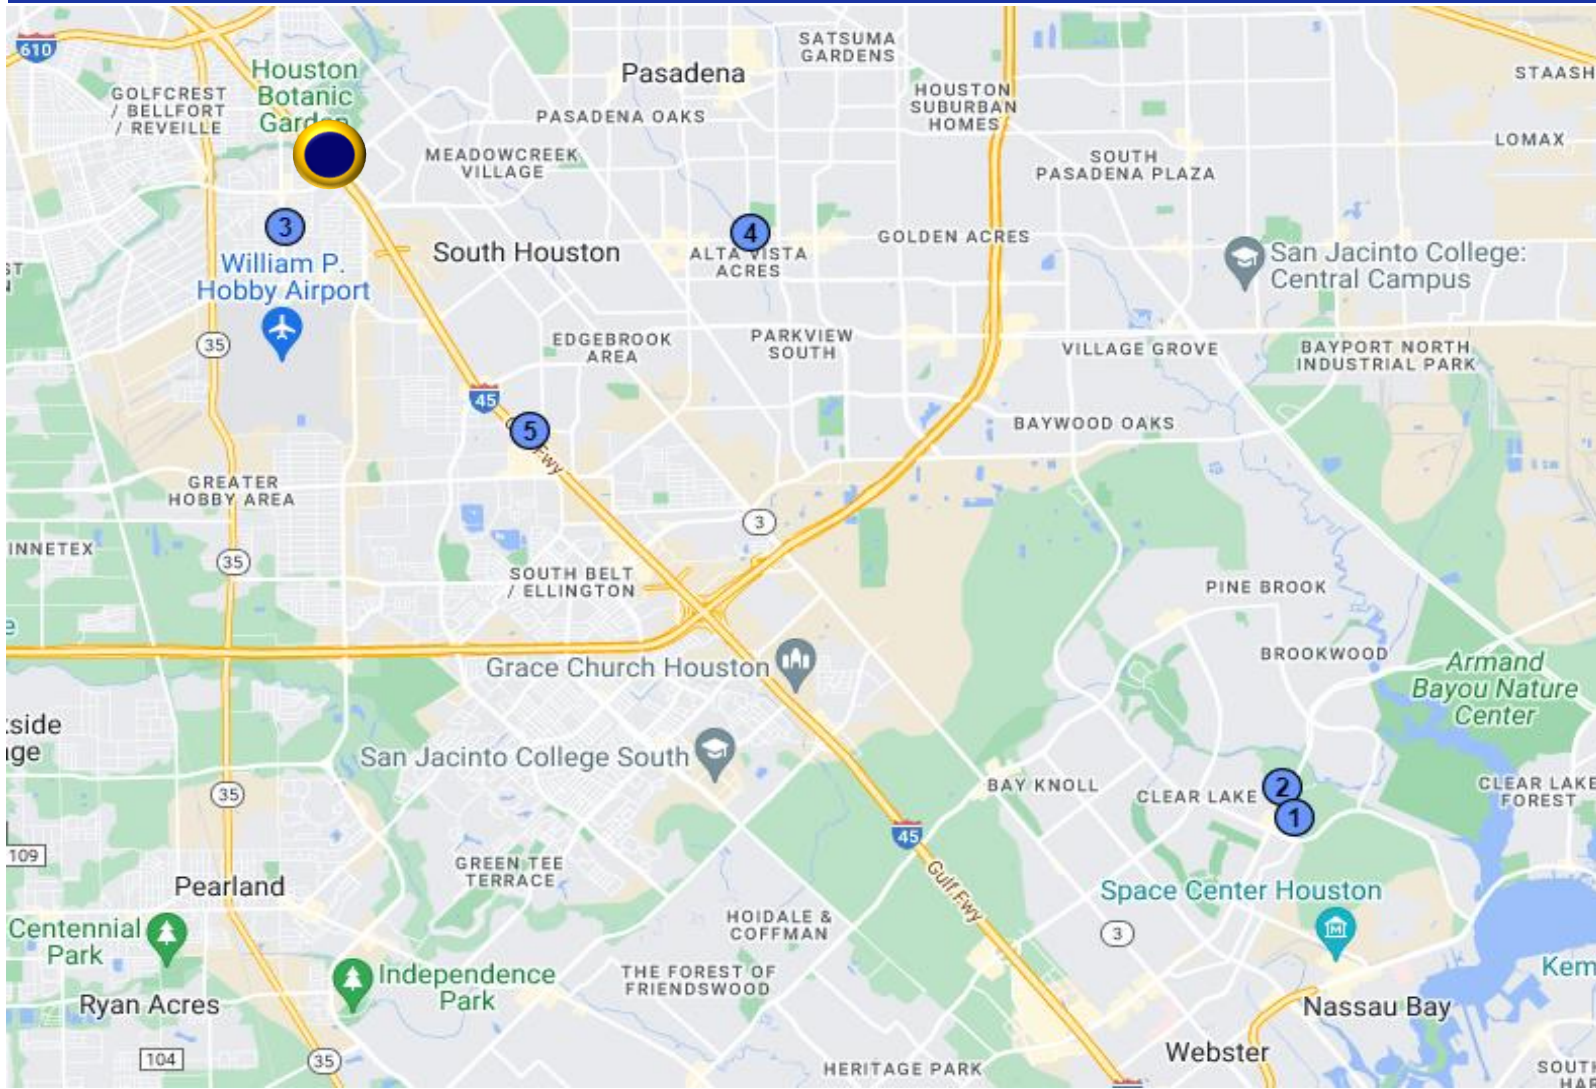 610
Houston
Botanic
Garden
GOLFCREST
/ BELLFORT
/ REVEILLE
Pasadena
SATSUMA
GARDENS
HOUSTON
SUBURBAN
HOMES
STAASH
PASADENA OAKS
LOMAX
MEADOWCREEK
VILLAGE
SOUTH
PASADENA PLAZA
3
4
William P.
Hobby Airport
South Houston
ALTA VISTA
ACRES
GOLDEN ACRES
San Jacinto College:
Central Campus
ST
35
EDGEBROOK
AREA
PARKVIEW
SOUTH
VILLAGE GROVE
BAYPORT NORTH
INDUSTRIAL PARK
45
5
Fwy
BAYWOOD OAKS
GREATER
HOBBY AREA
3
INNETEX
35
SOUTH BELT
/ ELLINGTON
PINE BROOK
e
Grace Church Houston
BROOKWOOD
Armand
Bayou Nature
Center
kside
age
San Jacinto College South
35
BAY KNOLL
CLEAR LAKE
2
1
CLEAR LAKE
FOREST
45
109
GREEN TEE
TERRACE
Gulf Fwy
Pearland
Space Center Houston
Centennial
Park
HOIDALE &
COFFMAN
3
Independence
Park
THE FOREST OF
FRIENDSWOOD
Kem
Ryan Acres
Nassau Bay
104
35
HERITAGE PARK
Webster
SOUT